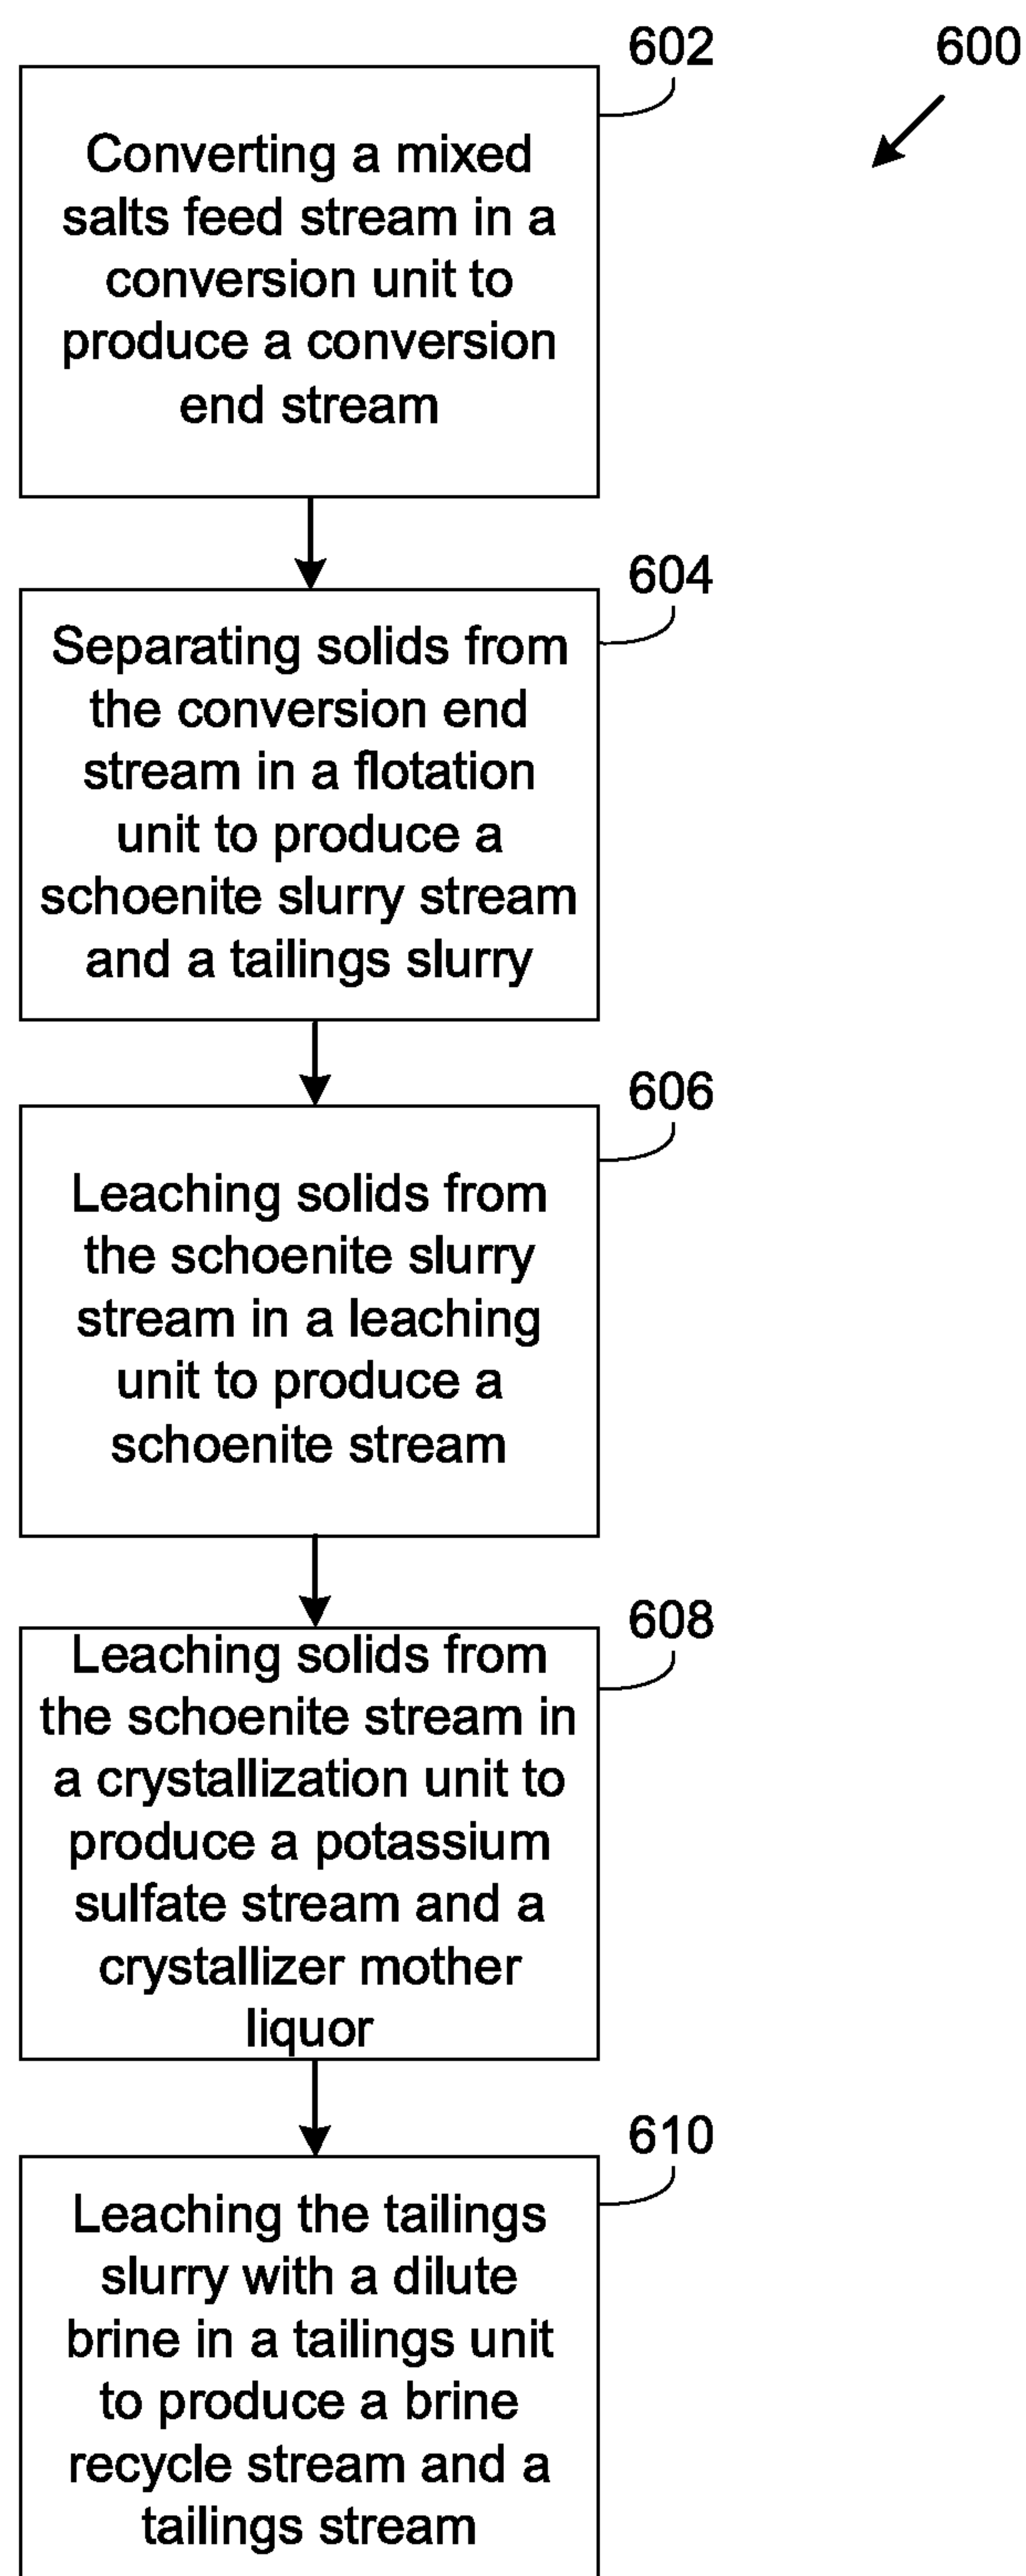 602
600
Converting a mixed
salts feed stream in a
conversion unit to
produce a conversion
end stream
604
Separating solids from
the conversion end
stream in a flotation
unit to produce a
schoenite slurry stream
and a tailings slurry
606
Leaching solids from
the schoenite slurry
stream in a leaching
unit to produce a
schoenite stream
608
Leaching solids from
the schoenite stream in
a crystallization unit to
produce a potassium
sulfate stream and a
crystallizer mother
liquor
610
Leaching the tailings
slurry with a dilute
brine in a tailings unit
to produce a brine
recycle stream and a
tailings stream